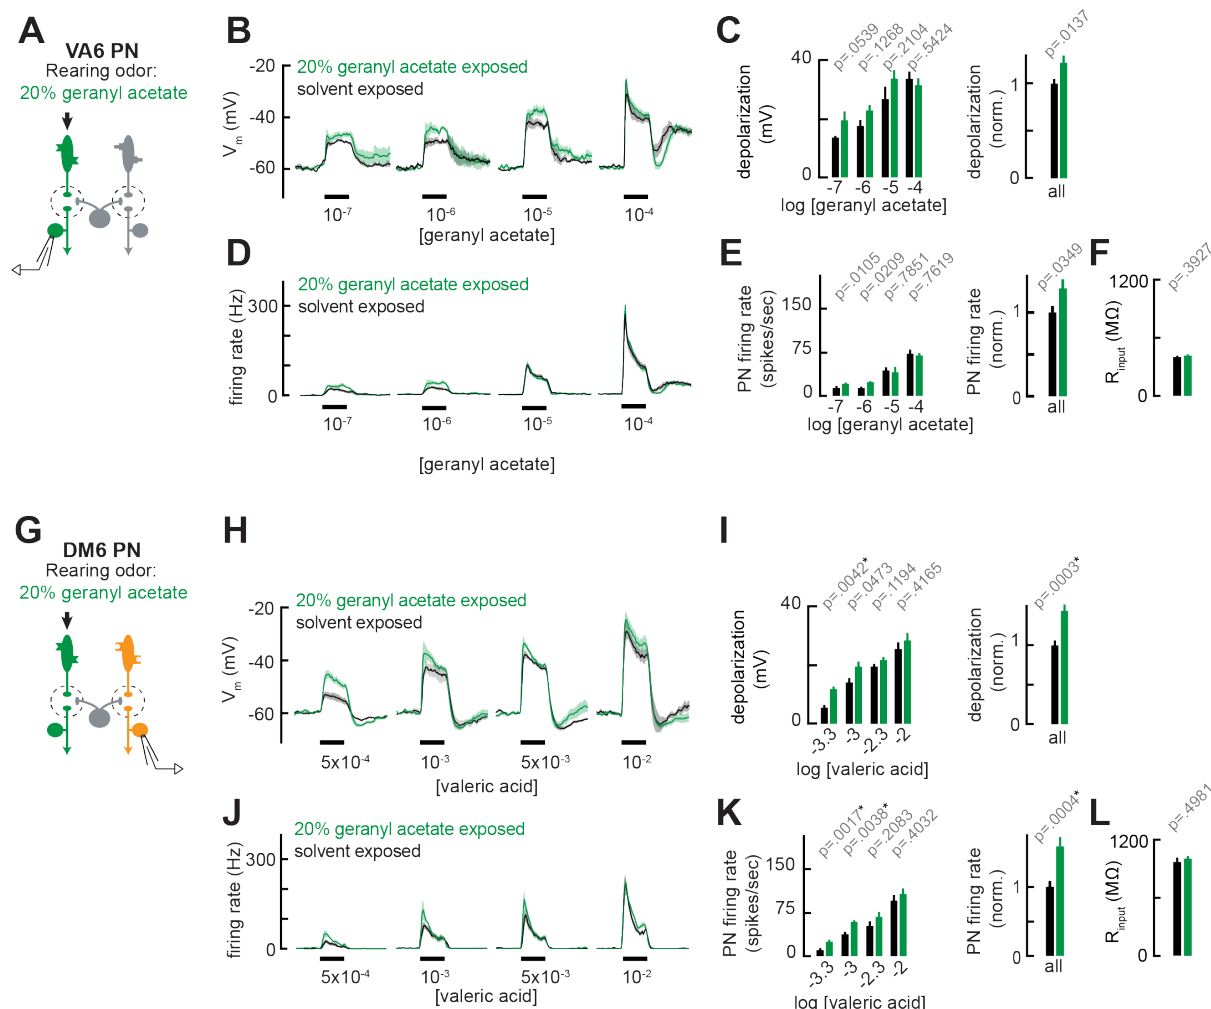 A
VA6 PN
Rearing odor:
20% geranyl acetate
B
20% geranyl acetate exposed
solvent exposed
-20
-40
-60
Vm (mV)
10-7
10-6
10-5
10-4
[geranyl acetate]
C
40
0
depolarization
(mV)
p=.0539
p=.1268
p=.2104
p=.5424
-7
-6
-5
-4
log [geranyl acetate]
depolarization
(norm.)
1
0
p=.0137
all
D
20% geranyl acetate exposed
solvent exposed
300
0
firing rate (Hz)
10-7
10-6
10-5
10-4
[geranyl acetate]
E
PN firing rate
(spikes/sec)
150
75
0
p=.0105
p=.0209
p=.7851
p=.7619
-7
-6
-5
-4
log [geranyl acetate]
PN firing rate
(norm.)
1
0
p=.0349
all
F
1200
0
Rinput (MΩ)
p=.3927
G
DM6 PN
Rearing odor:
20% geranyl acetate
H
20% geranyl acetate exposed
solvent exposed
-20
-40
-60
Vm (mV)
5x10-4
10-3
5x10-3
10-2
[valeric acid]
I
40
0
depolarization
(mV)
p=.0042*
p=.0473
p=.1194
p=.4165
-3.3
-3
-2.3
-2
log [valeric acid]
depolarization
(norm.)
1
0
p=.0003*
all
J
20% geranyl acetate exposed
solvent exposed
300
0
firing rate (Hz)
5x10-4
10-3
5x10-3
10-2
[valeric acid]
K
PN firing rate
(spikes/sec)
150
75
0
p=.0017*
p=.0038*
p=.2083
p=.4032
-3.3
-3
-2.3
-2
log [valeric acid]
PN firing rate
(norm.)
1
0
p=.0004*
all
L
1200
0
Rinput (MΩ)
p=.4981